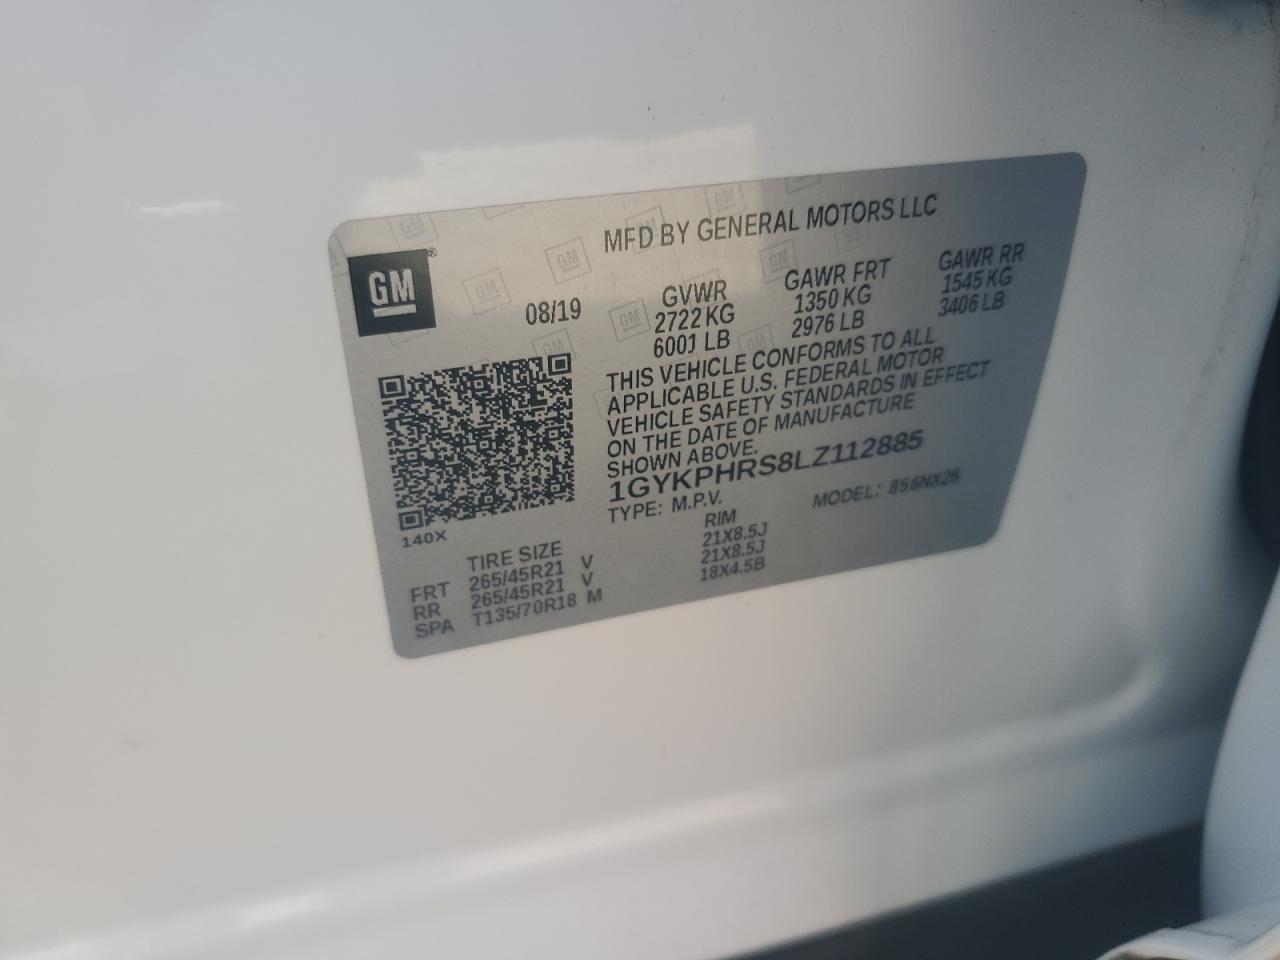 MFD BY GENERAL MOTORS LLC
GM ®
08/19
GVWR GAWR FRT GAWR RR
2722 KG 1350 KG 1545 KG
6001 LB 2976 LB 3406 LB
THIS VEHICLE CONFORMS TO ALL
APPLICABLE U.S. FEDERAL MOTOR
VEHICLE SAFETY STANDARDS IN EFFECT
ON THE DATE OF MANUFACTURE
SHOWN ABOVE.
1GYKPHRS8LZ112885
TYPE: M.P.V. MODEL: 856NX26
140X
TIRE SIZE RIM
FRT 265/45R21 V 21X8.5J
RR 265/45R21 V 21X8.5J
SPA T135/70R18 M 18X4.5B